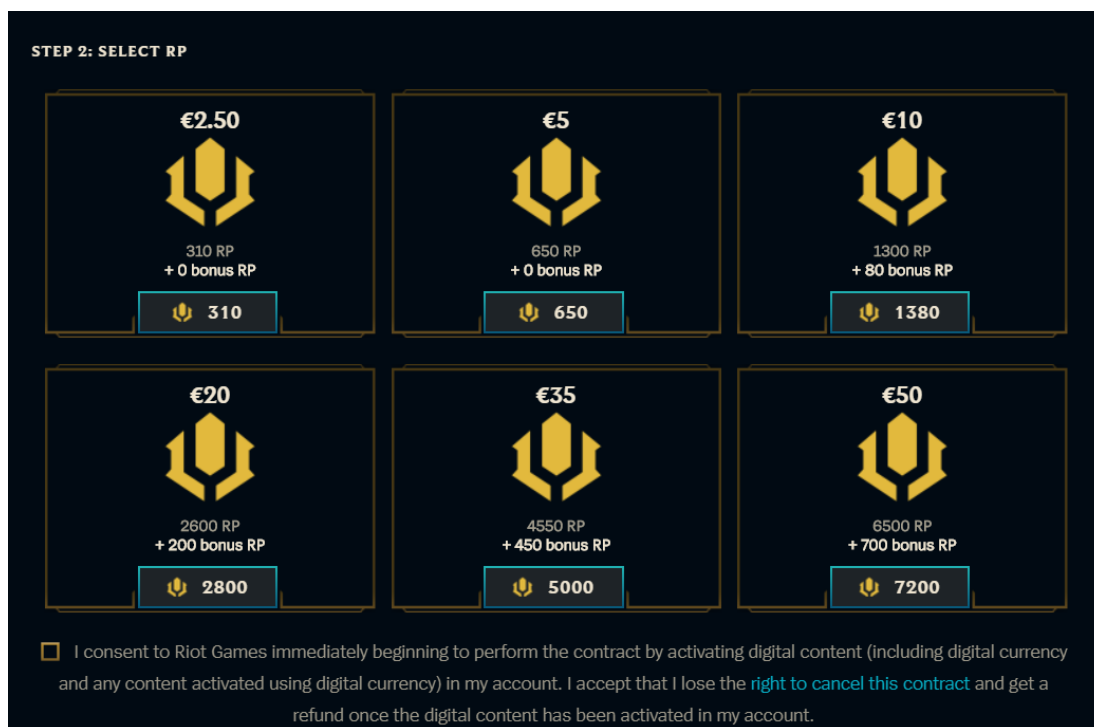 STEP 2: SELECT RP
€2.50
310 RP
+ 0 bonus RP
310
€5
650 RP
+ 0 bonus RP
650
€10
1300 RP
+ 80 bonus RP
1380
€20
2600 RP
+ 200 bonus RP
2800
€35
4550 RP
+ 450 bonus RP
5000
€50
6500 RP
+ 700 bonus RP
7200
I consent to Riot Games immediately beginning to perform the contract by activating digital content (including digital currency
and any content activated using digital currency) in my account. I accept that I lose the right to cancel this contract and get a
refund once the digital content has been activated in my account.